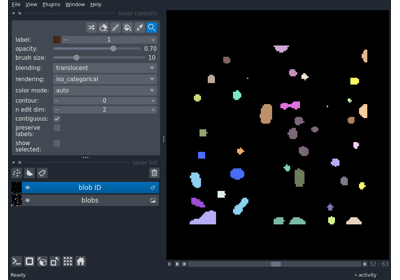 File View Plugins Window Help
layer controls
label: 1
opacity: 0.70
brush size: 10
blending: translucent
rendering: iso_categorical
color mode: auto
contour: 0
n edit dim: 2
contiguous:
preserve
labels:
show
selected:
layer list
blob ID
blobs
32 63
Ready
activity